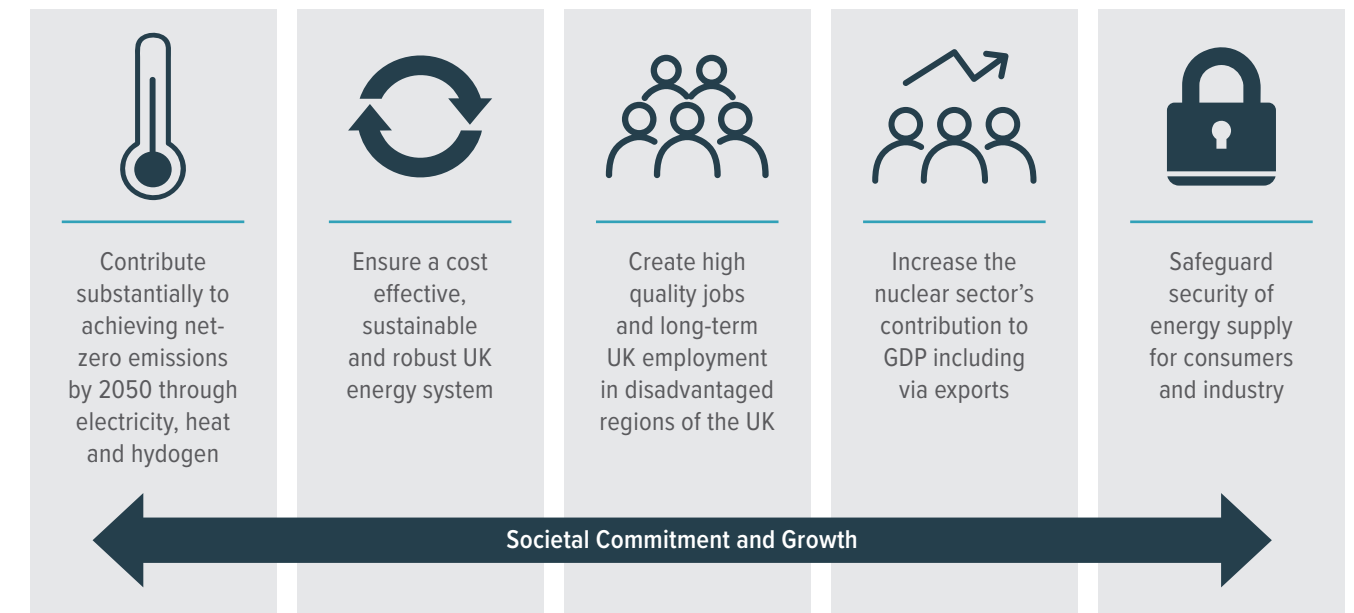 Contribute
substantially to
achieving net-
zero emissions
by 2050 through
electricity, heat
and hydogen
Ensure a cost
effective,
sustainable
and robust UK
energy system
Create high
quality jobs
and long-term
UK employment
in disadvantaged
regions of the UK
Increase the
nuclear sector's
contribution to
GDP including
via exports
Safeguard
security of
energy supply
for consumers
and industry
Societal Commitment and Growth